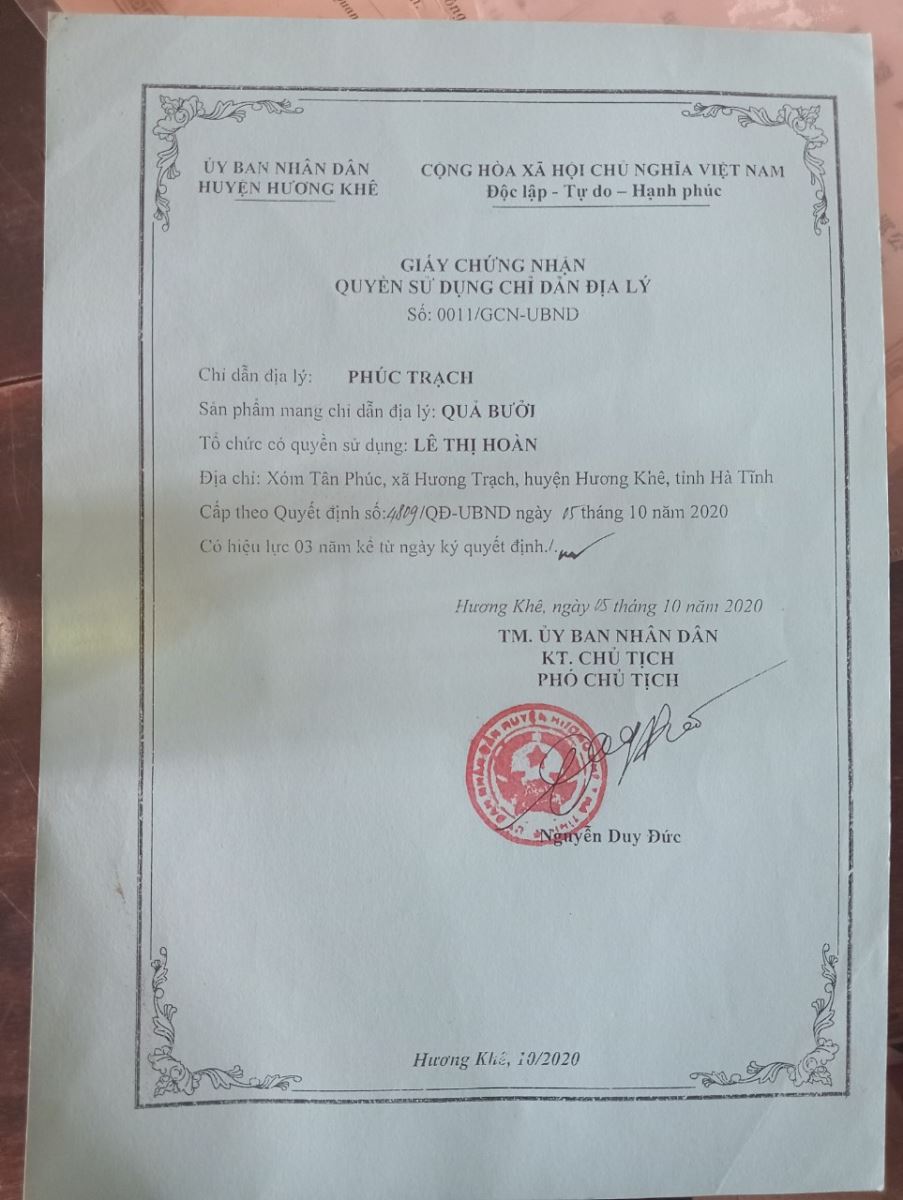 ỦY BAN NHÂN DÂN
HUYỆN HƯƠNG KHÊ
CỘNG HÒA XÃ HỘI CHỦ NGHĨA VIỆT NAM
Độc lập - Tự do – Hạnh phúc
GIẤY CHỨNG NHẬN
QUYỀN SỬ DỤNG CHỈ DẪN ĐỊA LÝ
Số: 0011/GCN-UBND
Chỉ dẫn địa lý: PHÚC TRẠCH
Sản phẩm mang chỉ dẫn địa lý: QUẢ BƯỞI
Tổ chức có quyền sử dụng: LÊ THỊ HOÀN
Địa chỉ: Xóm Tân Phúc, xã Hương Trạch, huyện Hương Khê, tỉnh Hà Tĩnh
Cấp theo Quyết định số:4809/QĐ-UBND ngày 05 tháng 10 năm 2020
Có hiệu lực 03 năm kể từ ngày ký quyết định./.
Hương Khê, ngày 05 tháng 10 năm 2020
TM. ỦY BAN NHÂN DÂN
KT. CHỦ TỊCH
PHÓ CHỦ TỊCH
Nguyễn Duy Đức
Hương Khê, 10/2020